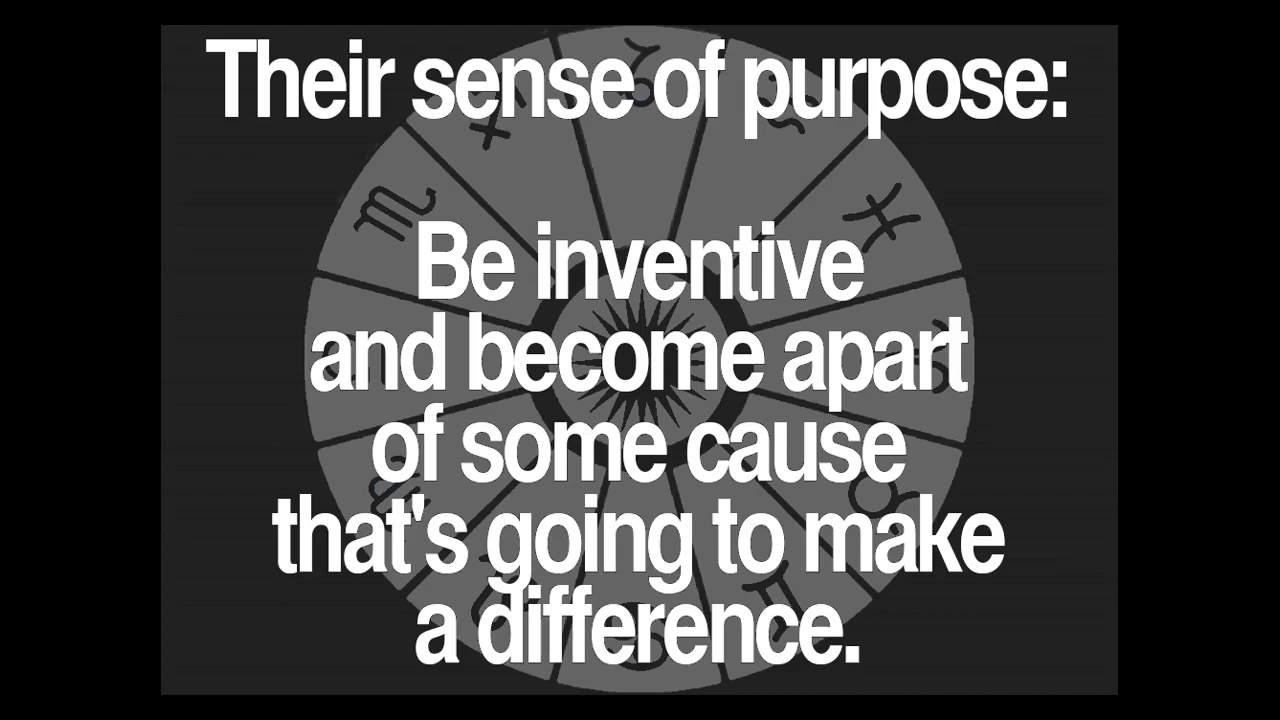 Their sense of purpose:
Be inventive
and become apart
of some cause
that's going to make
a difference.